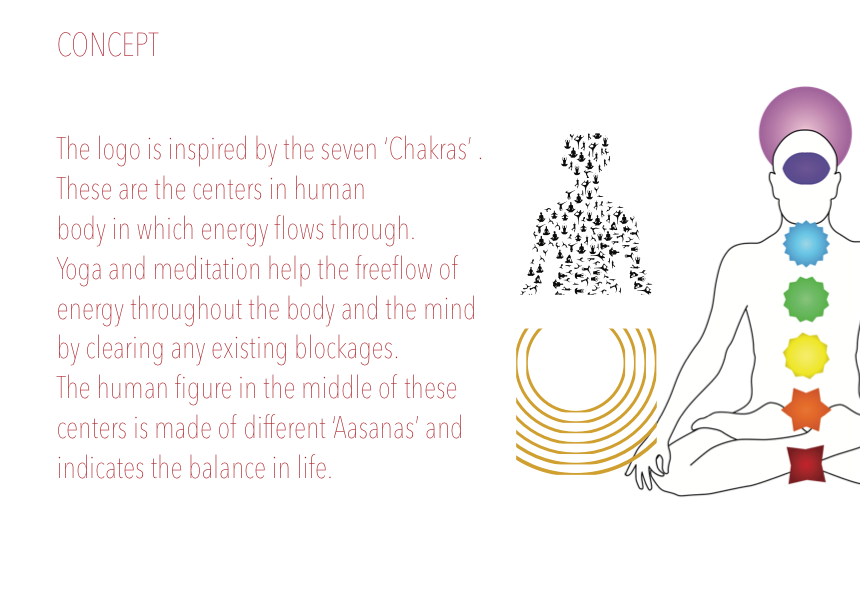 CONCEPT
The logo is inspired by the seven 'Chakras' .
These are the centers in human
body in which energy flows through.
Yoga and meditation help the freeflow of
energy throughout the body and the mind
by clearing any existing blockages.
The human figure in the middle of these
centers is made of different 'Aasanas' and
indicates the balance in life.